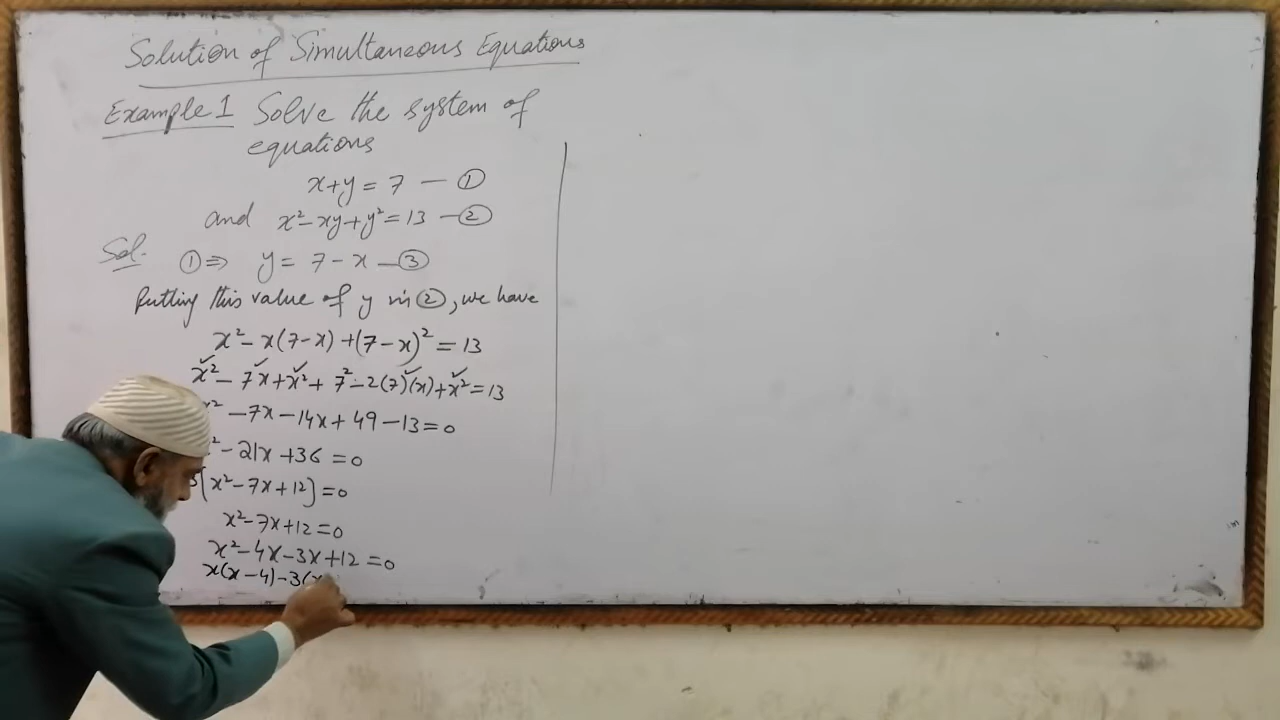 Solution of Simultaneous Equations
Example 1 Solve the system of
equations
x+y = 7 — ①
and x²-xy+y²=13 — ②
Sol. ①⇒ y = 7-x — ③
Putting this value of y in ②, we have
x²-x(7-x)+(7-x)²=13
x²-7x+x²+7²-2(7)(x)+x²=13
x²-7x-14x+49-13=0
x²-21x+36=0
3(x²-7x+12)=0
x²-7x+12=0
x²-4x-3x+12=0
x(x-4)-3(x